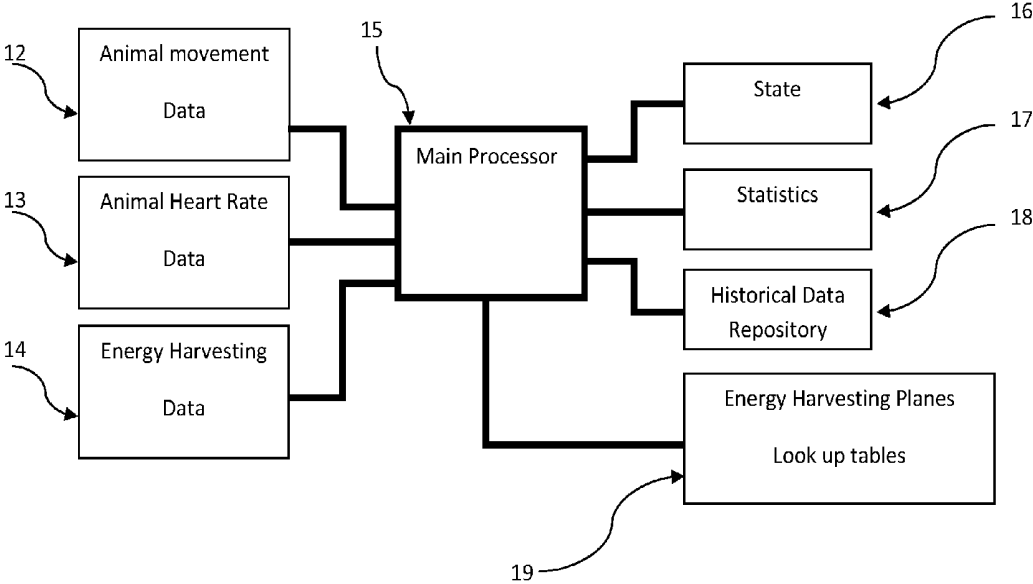 12
Animal movement
Data
13
Animal Heart Rate
Data
14
Energy Harvesting
Data
15
Main Processor
16
State
17
Statistics
18
Historical Data
Repository
Energy Harvesting Planes
Look up tables
19